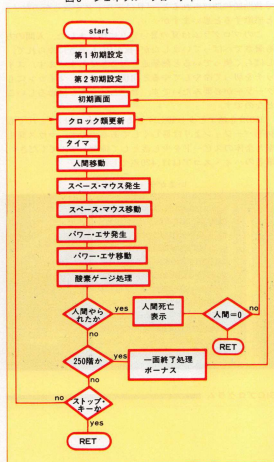 start
第1初期設定
第2初期設定
初期画面
クロック類更新
タイマ
人間移動
スペース・マウス発生
スペース・マウス移動
パワー・エサ発生
パワー・エサ移動
酸素ゲージ処理
人間やら
れたか
yes
人間死亡
表示
人間=0
no
no
RET
250階か
yes
一面終了処理
ボーナス
no
no
ストップ・
キーか
yes
RET